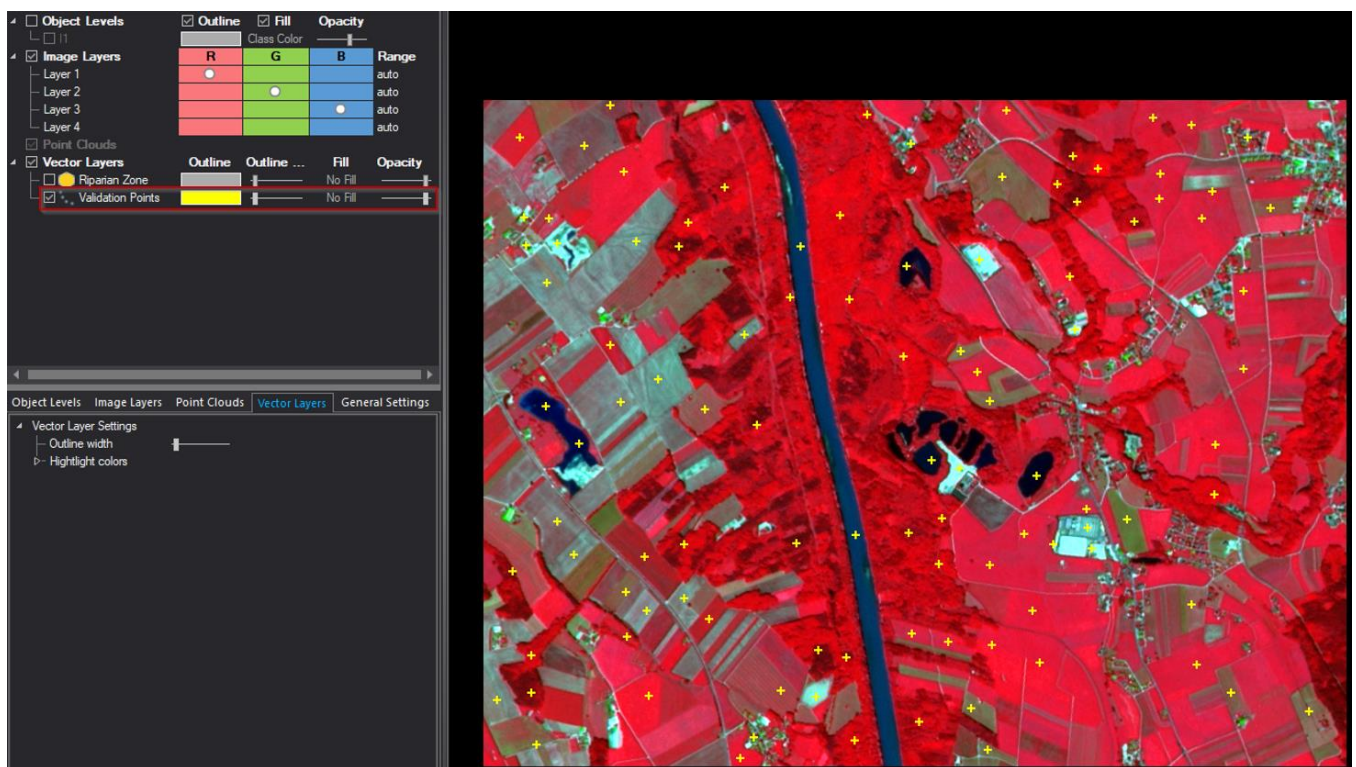 Object Levels Outline Fill Opacity
l1 Class Color
Image Layers R G B Range
Layer 1 auto
Layer 2 auto
Layer 3 auto
Layer 4 auto
Point Clouds
Vector Layers Outline Outline ... Fill Opacity
Riparian Zone No Fill
Validation Points No Fill
Object Levels Image Layers Point Clouds Vector Layers General Settings
Vector Layer Settings
Outline width
Hightlight colors